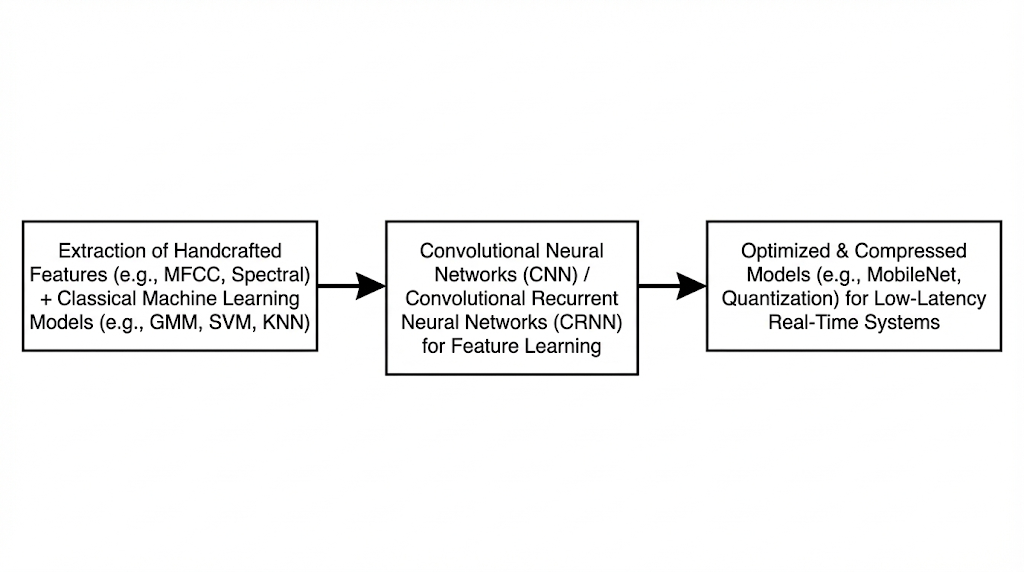 Extraction of Handcrafted
Features (e.g., MFCC, Spectral)
+ Classical Machine Learning
Models (e.g., GMM, SVM, KNN)
Convolutional Neural
Networks (CNN) /
Convolutional Recurrent
Neural Networks (CRNN)
for Feature Learning
Optimized & Compressed
Models (e.g., MobileNet,
Quantization) for Low-Latency
Real-Time Systems